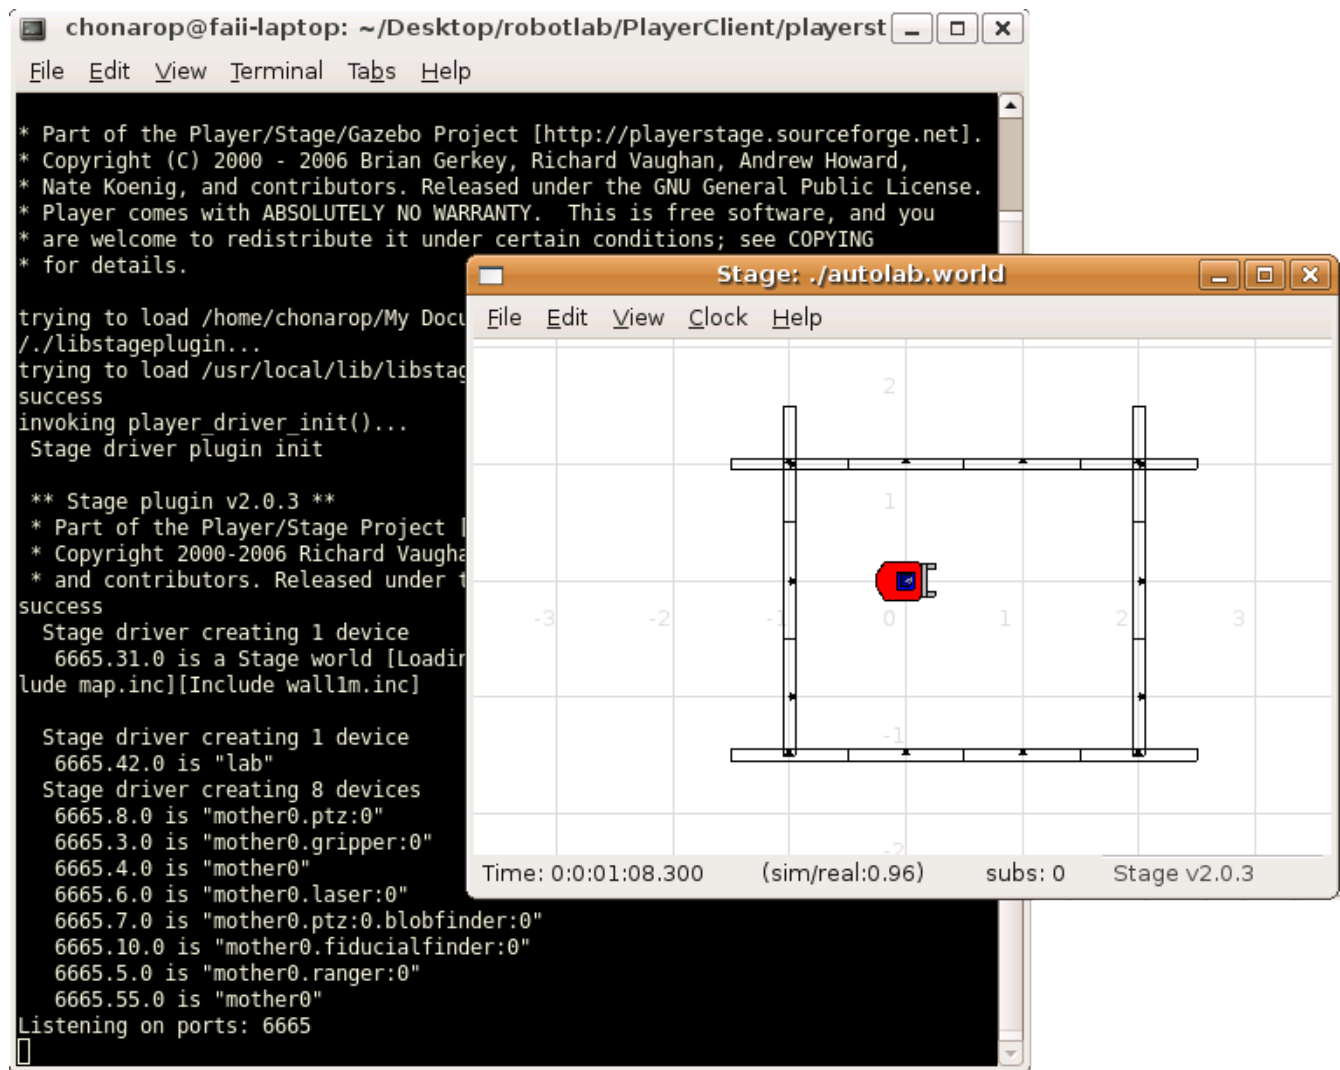 chonarop@faii-laptop: ~/Desktop/robotlab/PlayerClient/playerst
File Edit View Terminal Tabs Help
* Part of the Player/Stage/Gazebo Project [http://playerstage.sourceforge.net].
* Copyright (C) 2000 - 2006 Brian Gerkey, Richard Vaughan, Andrew Howard,
* Nate Koenig, and contributors. Released under the GNU General Public License.
* Player comes with ABSOLUTELY NO WARRANTY.  This is free software, and you
* are welcome to redistribute it under certain conditions; see COPYING
* for details.
trying to load /home/chonarop/My Docu
/./libstageplugin...
trying to load /usr/local/lib/libstag
success
invoking player_driver_init()...
Stage driver plugin init
** Stage plugin v2.0.3 **
* Part of the Player/Stage Project [
* Copyright 2000-2006 Richard Vaugha
* and contributors. Released under t
success
Stage driver creating 1 device
6665.31.0 is a Stage world [Loadin
lude map.inc][Include wall1m.inc]
Stage driver creating 1 device
6665.42.0 is "lab"
Stage driver creating 8 devices
6665.8.0 is "mother0.ptz:0"
6665.3.0 is "mother0.gripper:0"
6665.4.0 is "mother0"
6665.6.0 is "mother0.laser:0"
6665.7.0 is "mother0.ptz:0.blobfinder:0"
6665.10.0 is "mother0.fiducialfinder:0"
6665.5.0 is "mother0.ranger:0"
6665.55.0 is "mother0"
Listening on ports: 6665
Stage: ./autolab.world
File Edit View Clock Help
2
1
-3 -2 -1 0 1 2 3
-1
-2
Time: 0:0:01:08.300 (sim/real:0.96) subs: 0 Stage v2.0.3